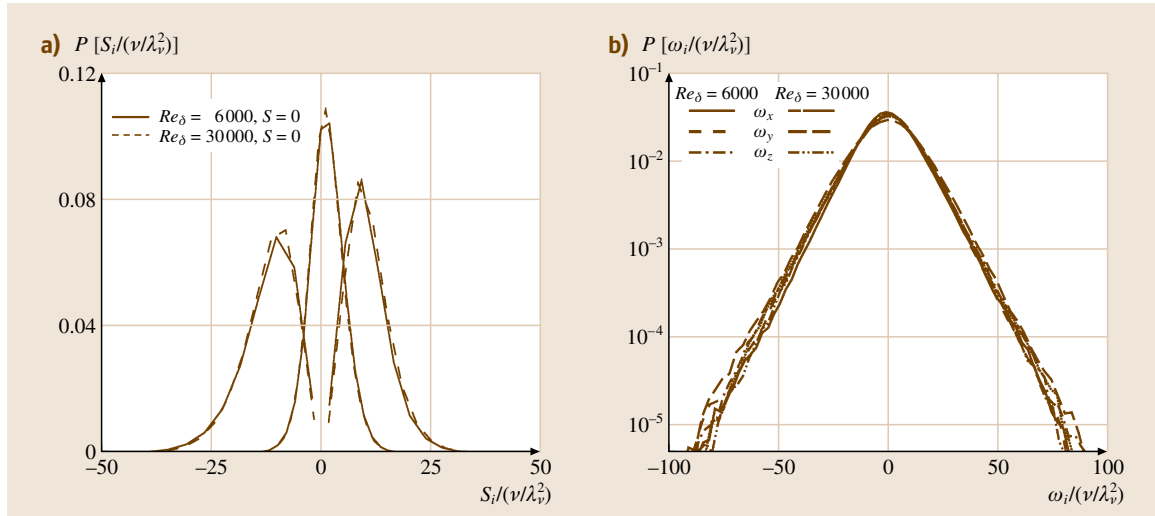 a) P [S_i/(ν/λ_ν^2)]
0.12
Re_δ = 6000, S = 0
Re_δ = 30000, S = 0
0.08
0.04
0
−50 −25 0 25 50
S_i/(ν/λ_ν^2)
b) P [ω_i/(ν/λ_ν^2)]
10^−1
Re_δ = 6000 Re_δ = 30000
ω_x
ω_y
ω_z
10^−2
10^−3
10^−4
10^−5
−100 −50 0 50 100
ω_i/(ν/λ_ν^2)